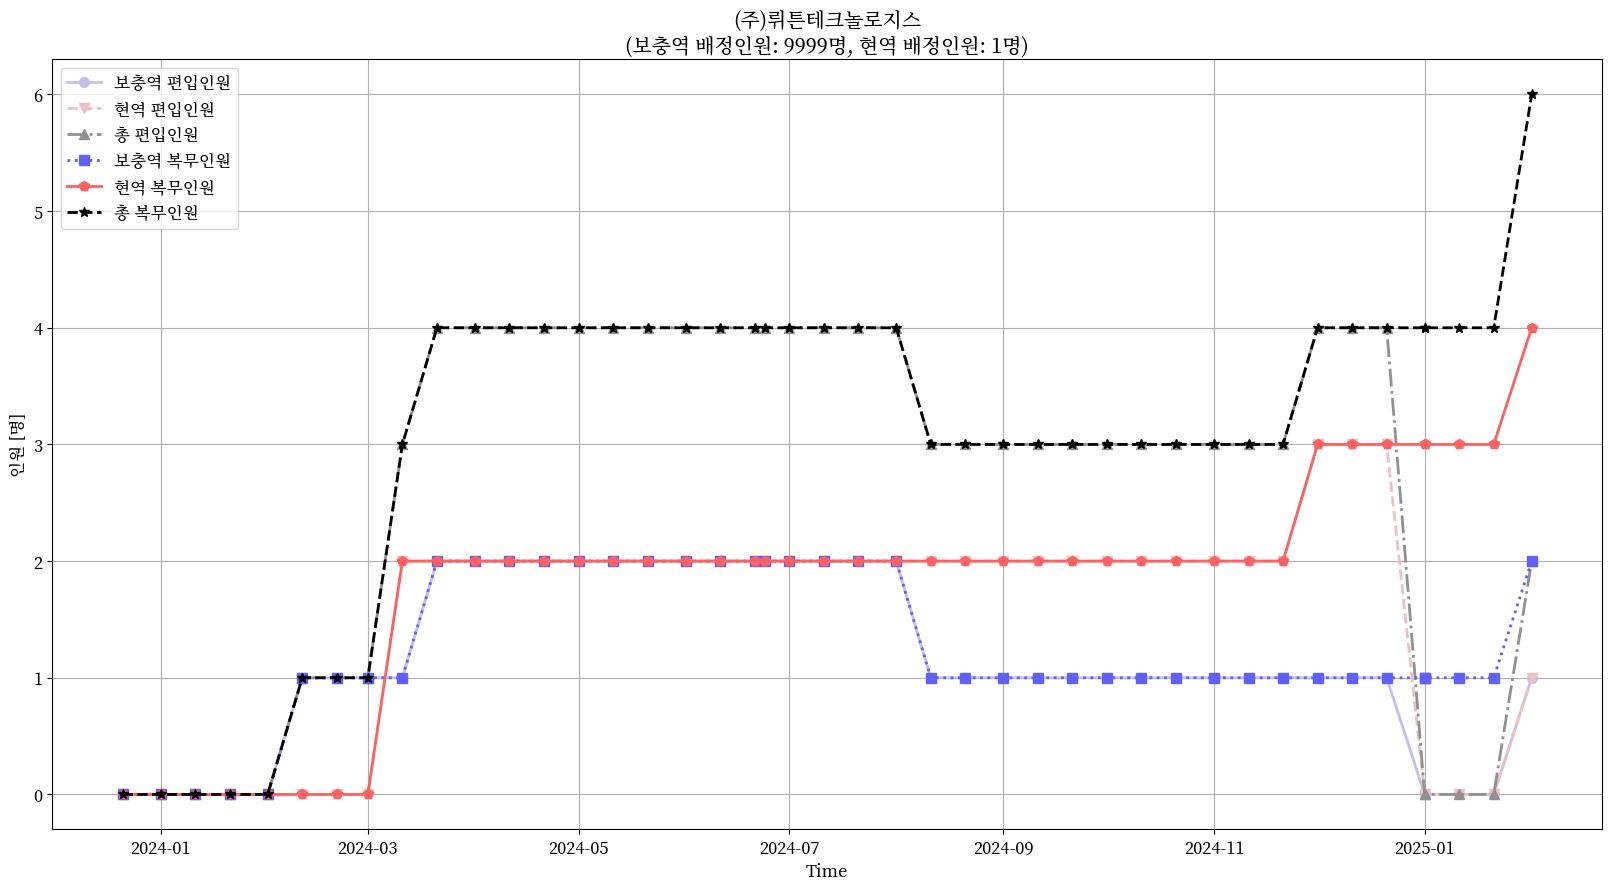 (주)뤼튼테크놀로지스
(보충역 배정인원: 9999명, 현역 배정인원: 1명)
보충역 편입인원
현역 편입인원
총 편입인원
보충역 복무인원
현역 복무인원
총 복무인원
6
5
4
3
2
1
0
인원 [명]
2024-01 2024-03 2024-05 2024-07 2024-09 2024-11 2025-01
Time